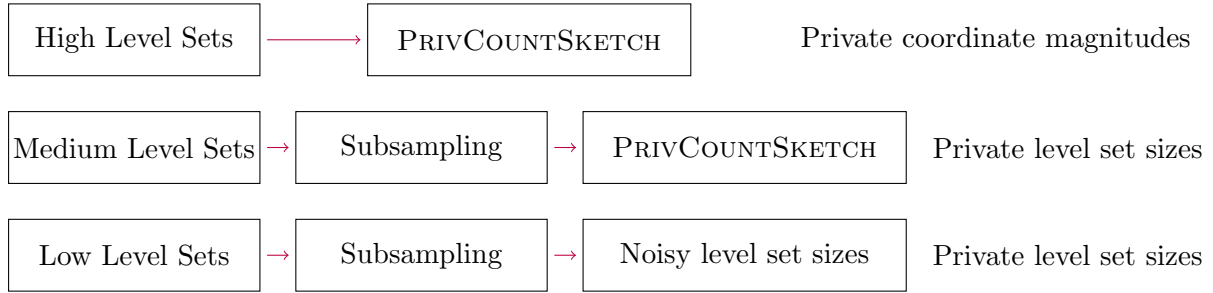 High Level Sets PRIVCOUNTSKETCH Private coordinate magnitudes
Medium Level Sets Subsampling PRIVCOUNTSKETCH Private level set sizes
Low Level Sets Subsampling Noisy level set sizes Private level set sizes